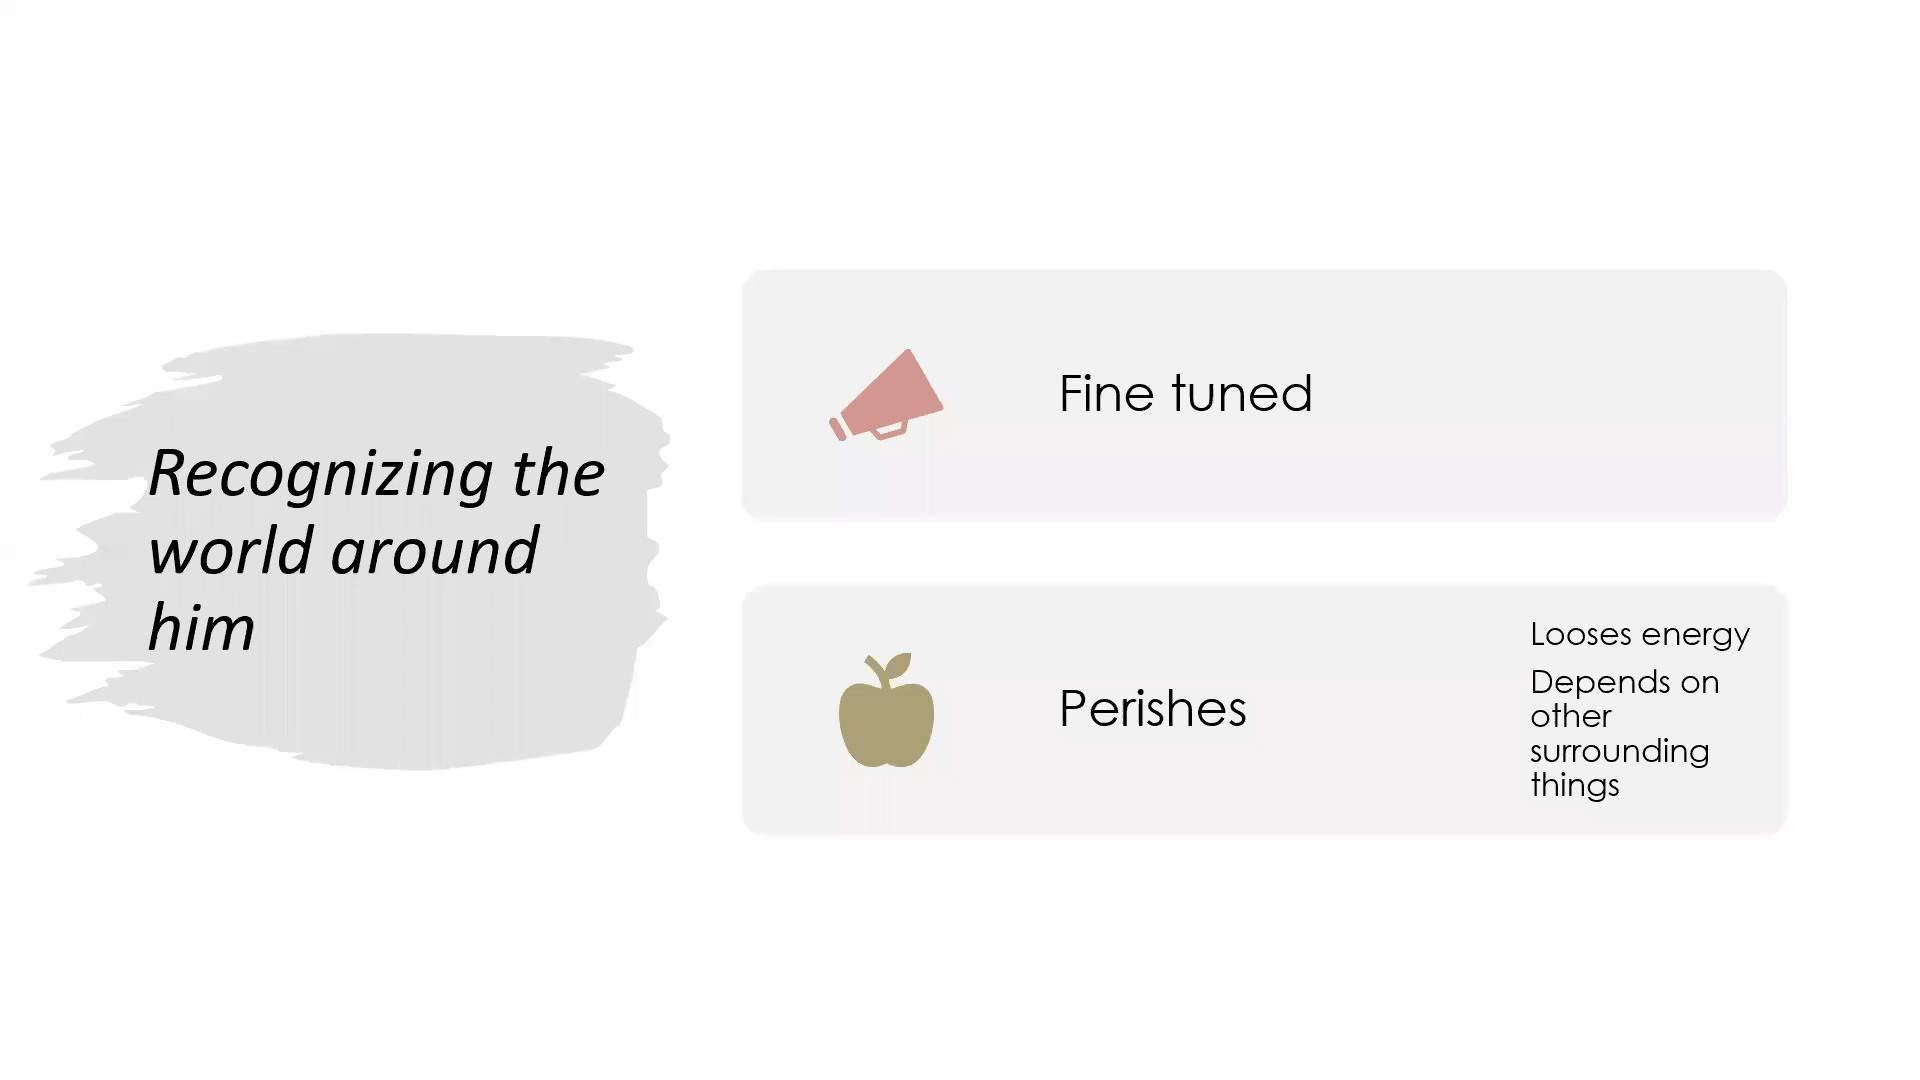 Recognizing the
world around
him
Fine tuned
Perishes
Looses energy
Depends on
other
surrounding
things